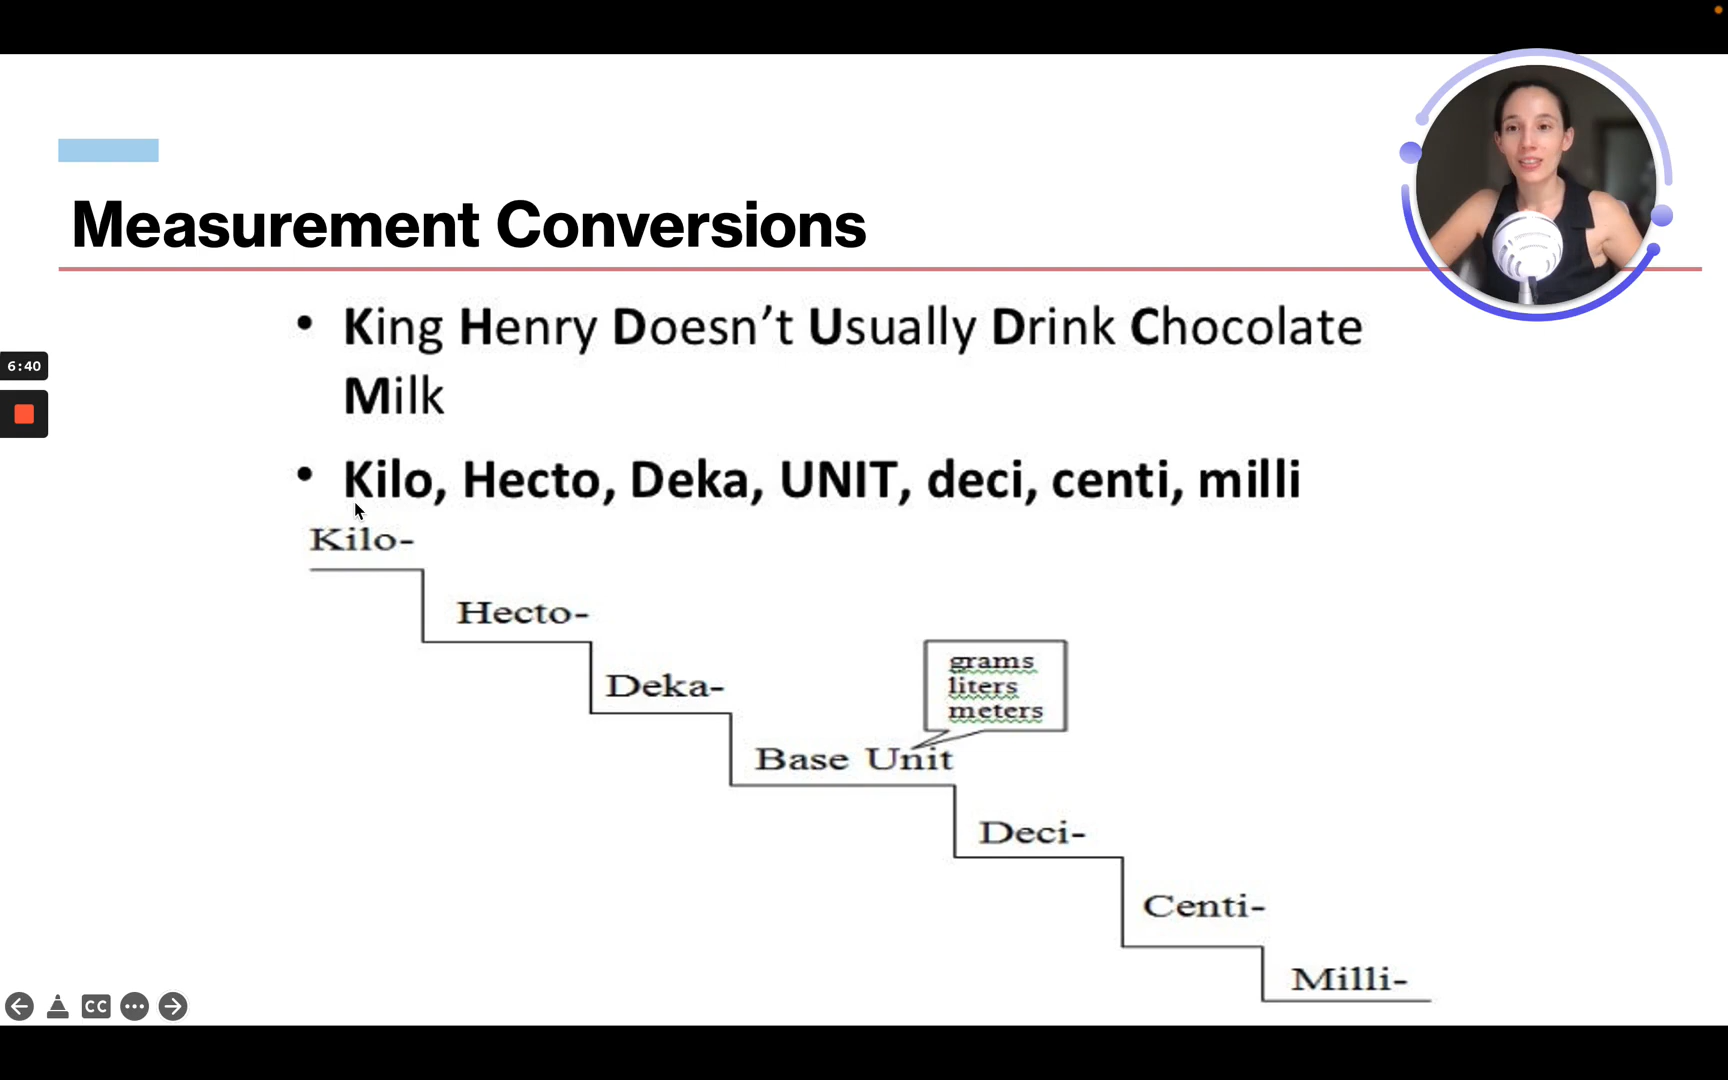 Measurement Conversions
• King Henry Doesn’t Usually Drink Chocolate
Milk
• Kilo, Hecto, Deka, UNIT, deci, centi, milli
6:40
Kilo-
Hecto-
Deka-
grams
liters
meters
Base Unit
Deci-
Centi-
Milli-
CC